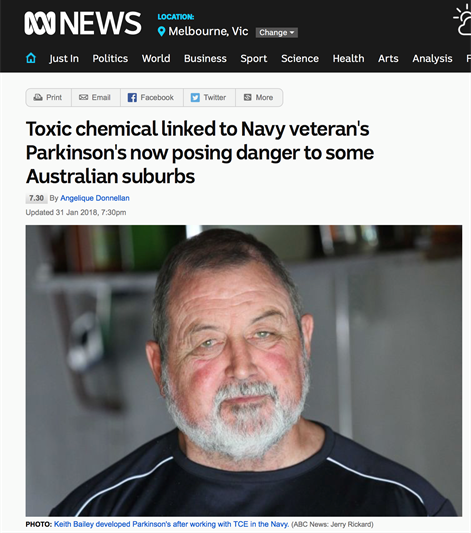 NEWS
LOCATION:
Melbourne, Vic Change
Just In Politics World Business Sport Science Health Arts Analysis F
Print Email Facebook Twitter More
Toxic chemical linked to Navy veteran's
Parkinson's now posing danger to some
Australian suburbs
7.30 By Angelique Donnellan
Updated 31 Jan 2018, 7:30pm
PHOTO: Keith Bailey developed Parkinson's after working with TCE in the Navy. (ABC News: Jerry Rickard)